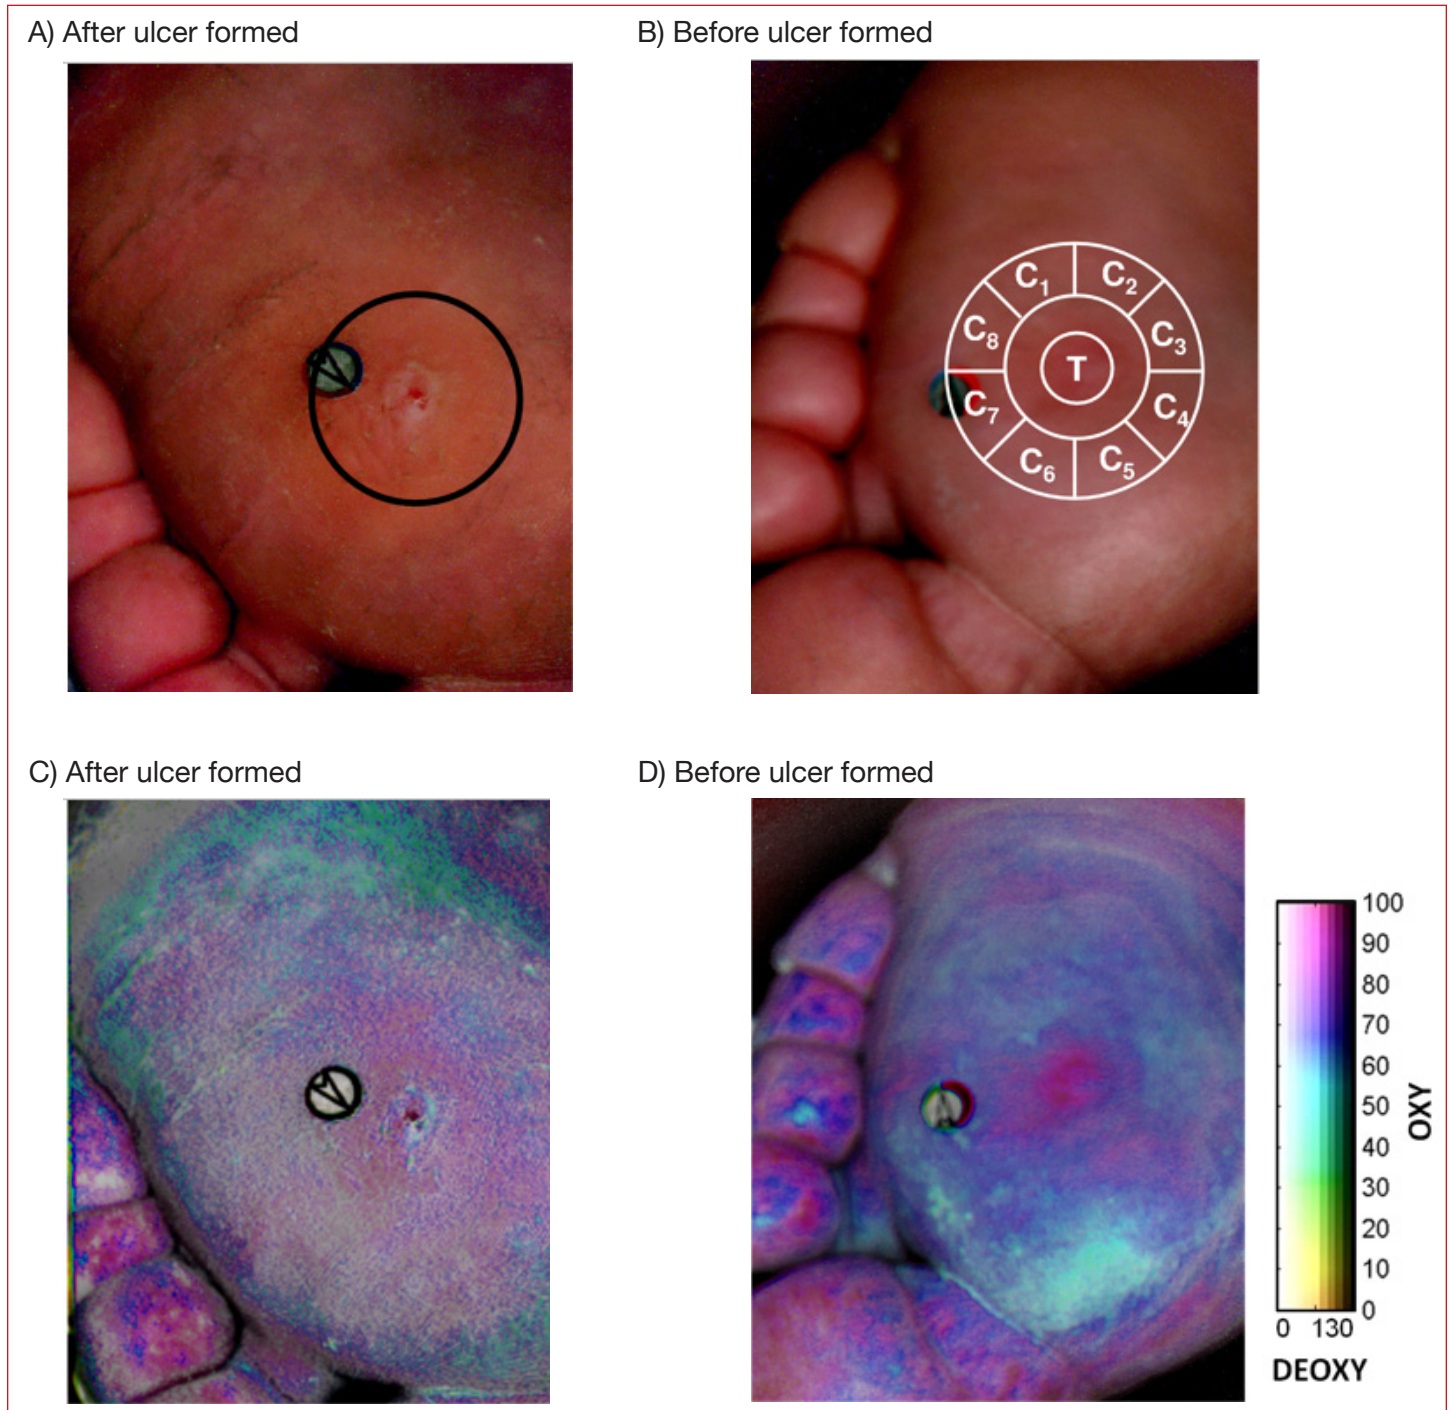 A) After ulcer formed
B) Before ulcer formed
C₁
C₂
C₈
C₃
T
C₇
C₄
C₆
C₅
C) After ulcer formed
D) Before ulcer formed
100
90
80
70
60
50
40
30
20
10
0
OXY
0 130
DEOXY